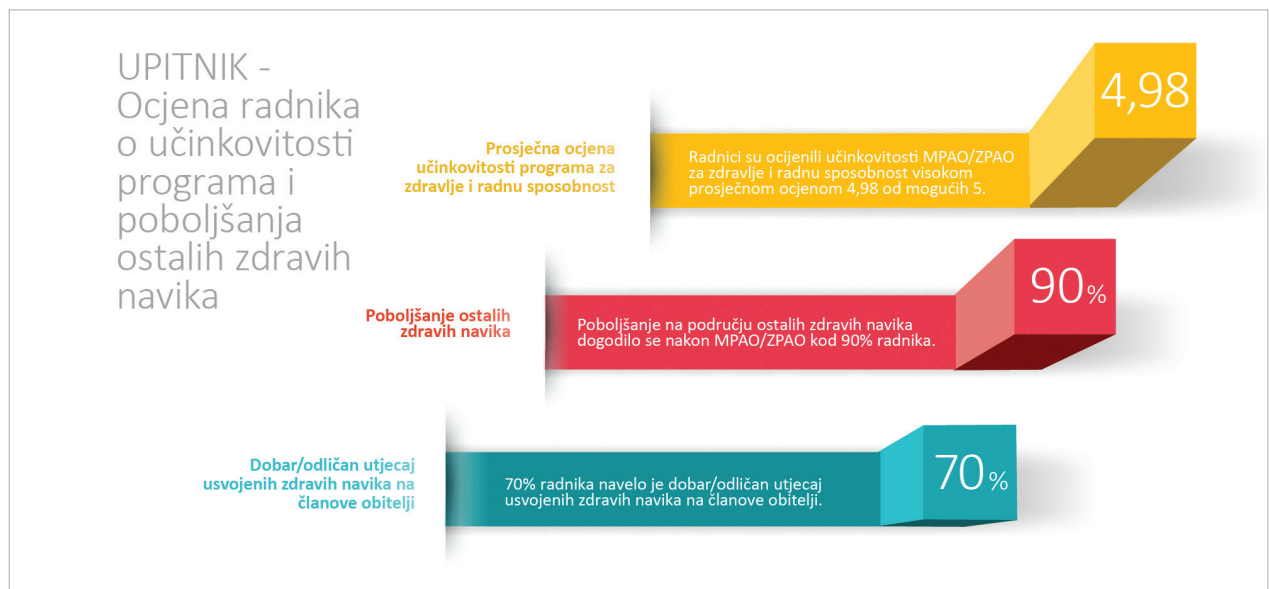 UPITNIK -
Ocjena radnika
o učinkovitosti
programa i
poboljšanja
ostalih zdravih
navika
Prosječna ocjena
učinkovitosti programa za
zdravlje i radnu sposobnost
Radnici su ocijenili učinkovitosti MPAO/ZPAO
za zdravlje i radnu sposobnost visokom
prosječnom ocjenom 4,98 od mogućih 5.
4,98
Poboljšanje ostalih
zdravih navika
Poboljšanje na području ostalih zdravih navika
dogodilo se nakon MPAO/ZPAO kod 90% radnika.
90%
Dobar/odličan utjecaj
usvojenih zdravih navika na
članove obitelji
70% radnika navelo je dobar/odličan utjecaj
usvojenih zdravih navika na članove obitelji.
70%